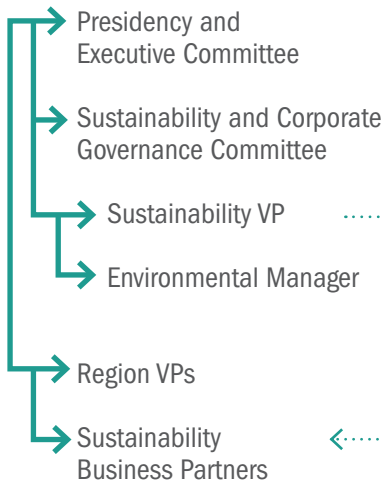 Presidency and
Executive Committee
Sustainability and Corporate
Governance Committee
Sustainability VP
Environmental Manager
Region VPs
Sustainability
Business Partners